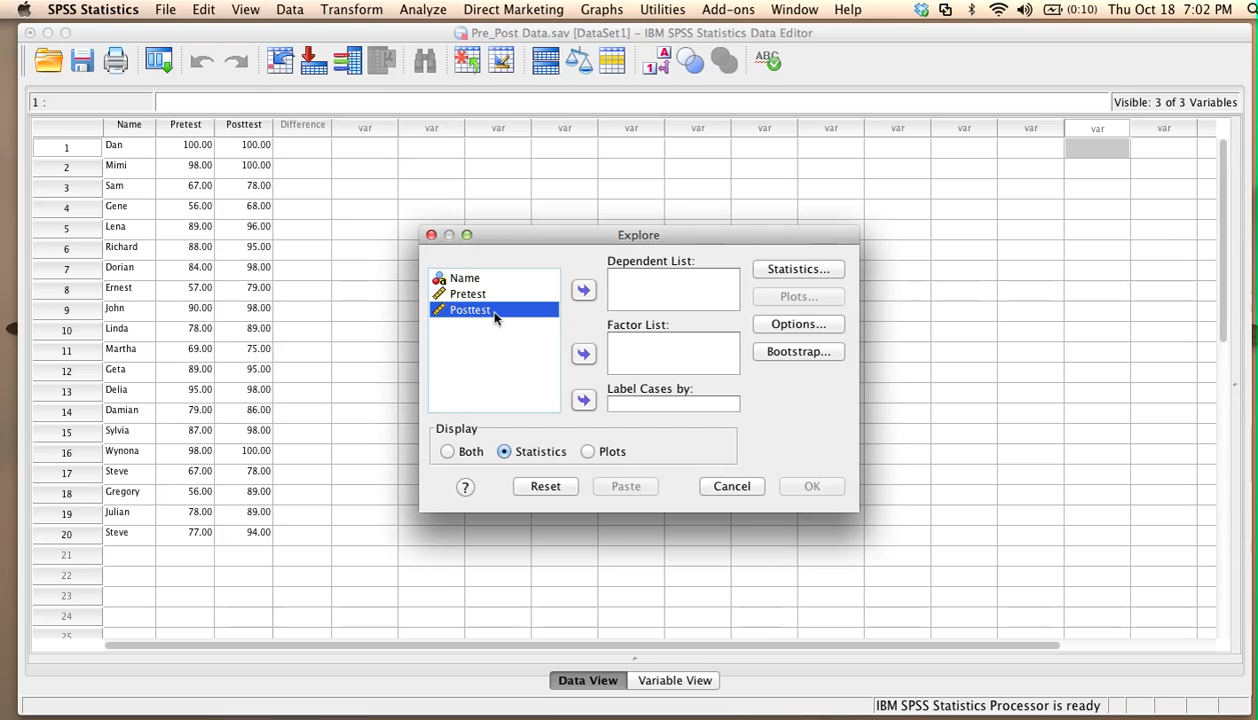 SPSS Statistics File Edit View Data Transform Analyze Direct Marketing Graphs Utilities Add-ons Window Help (0:10) Thu Oct 18 7:02 PM
Pre_Post Data.sav [DataSet1] – IBM SPSS Statistics Data Editor
1 : Visible: 3 of 3 Variables
Name Pretest Posttest Difference var var var var var var var var var var var var var
1 Dan 100.00 100.00
2 Mimi 98.00 100.00
3 Sam 67.00 78.00
4 Gene 56.00 68.00
5 Lena 89.00 96.00
6 Richard 88.00 95.00
7 Dorian 84.00 98.00
8 Ernest 57.00 79.00
9 John 90.00 98.00
10 Linda 78.00 89.00
11 Martha 69.00 75.00
12 Geta 89.00 95.00
13 Delia 95.00 98.00
14 Damian 79.00 86.00
15 Sylvia 87.00 98.00
16 Wynona 98.00 100.00
17 Steve 67.00 78.00
18 Gregory 56.00 89.00
19 Julian 78.00 89.00
20 Steve 77.00 94.00
21
22
23
24
25
Explore
Name
Pretest
Posttest
Dependent List:
Factor List:
Label Cases by:
Statistics...
Plots...
Options...
Bootstrap...
Display
Both Statistics Plots
? Reset Paste Cancel OK
Data View Variable View
IBM SPSS Statistics Processor is ready